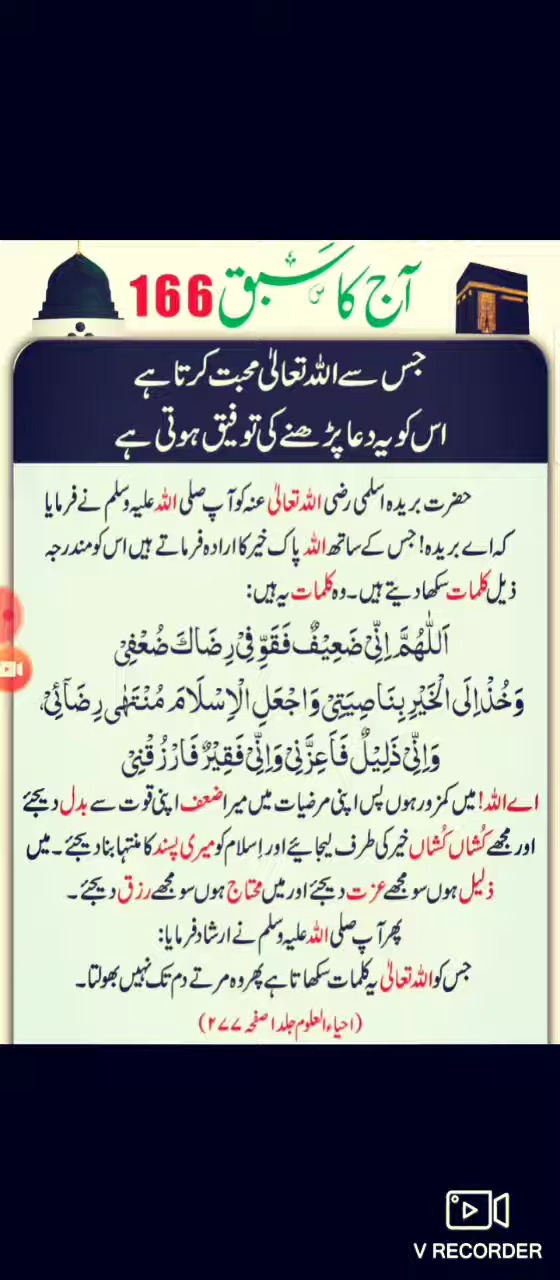 آج کا سبق 166
جس سے اللہ تعالیٰ محبت کرتا ہے
اس کو یہ دعا پڑھنے کی توفیق ہوتی ہے
حضرت بریدہ اسلمی رضی اللہ تعالیٰ عنہ کو آپ صلی اللہ علیہ وسلم نے فرمایا
کہ اے بریدہ! جس کے ساتھ اللہ پاک خیر کا ارادہ فرماتے ہیں اس کو مندرجہ
ذیل کلمات سکھا دیتے ہیں۔ وہ کلمات یہ ہیں:
اَللّٰهُمَّ اِنِّیْ ضَعِیْفٌ فَقَوِّ فِیْ رِضَاكَ ضُعْفِیْ
وَخُذْ اِلَی الْخَیْرِ بِنَاصِیَتِیْ وَاجْعَلِ الْاِسْلَامَ مُنْتَهٰی رِضَآئِیْ،
وَاِنِّیْ ذَلِیْلٌ فَاَعِزَّنِیْ وَاِنِّیْ فَقِیْرٌ فَارْزُقْنِیْ
اے اللہ! میں کمزور ہوں پس اپنی مرضیات میں میرا ضعف اپنی قوت سے بدل دیجئے
اور مجھے کُشاں کُشاں خیر کی طرف لیجائیے اور اِسلام کو میری پسند کا منتہا بنا دیجئے۔ میں
ذلیل ہوں سو مجھے عزت دیجئے اور میں محتاج ہوں سو مجھے رزق دیجئے۔
پھر آپ صلی اللہ علیہ وسلم نے ارشاد فرمایا:
جس کو اللہ تعالیٰ یہ کلمات سکھاتا ہے پھر وہ مرتے دم تک نہیں بھولتا۔
(احیاء العلوم جلد ۱ صفحہ ۲۷۷)
V RECORDER